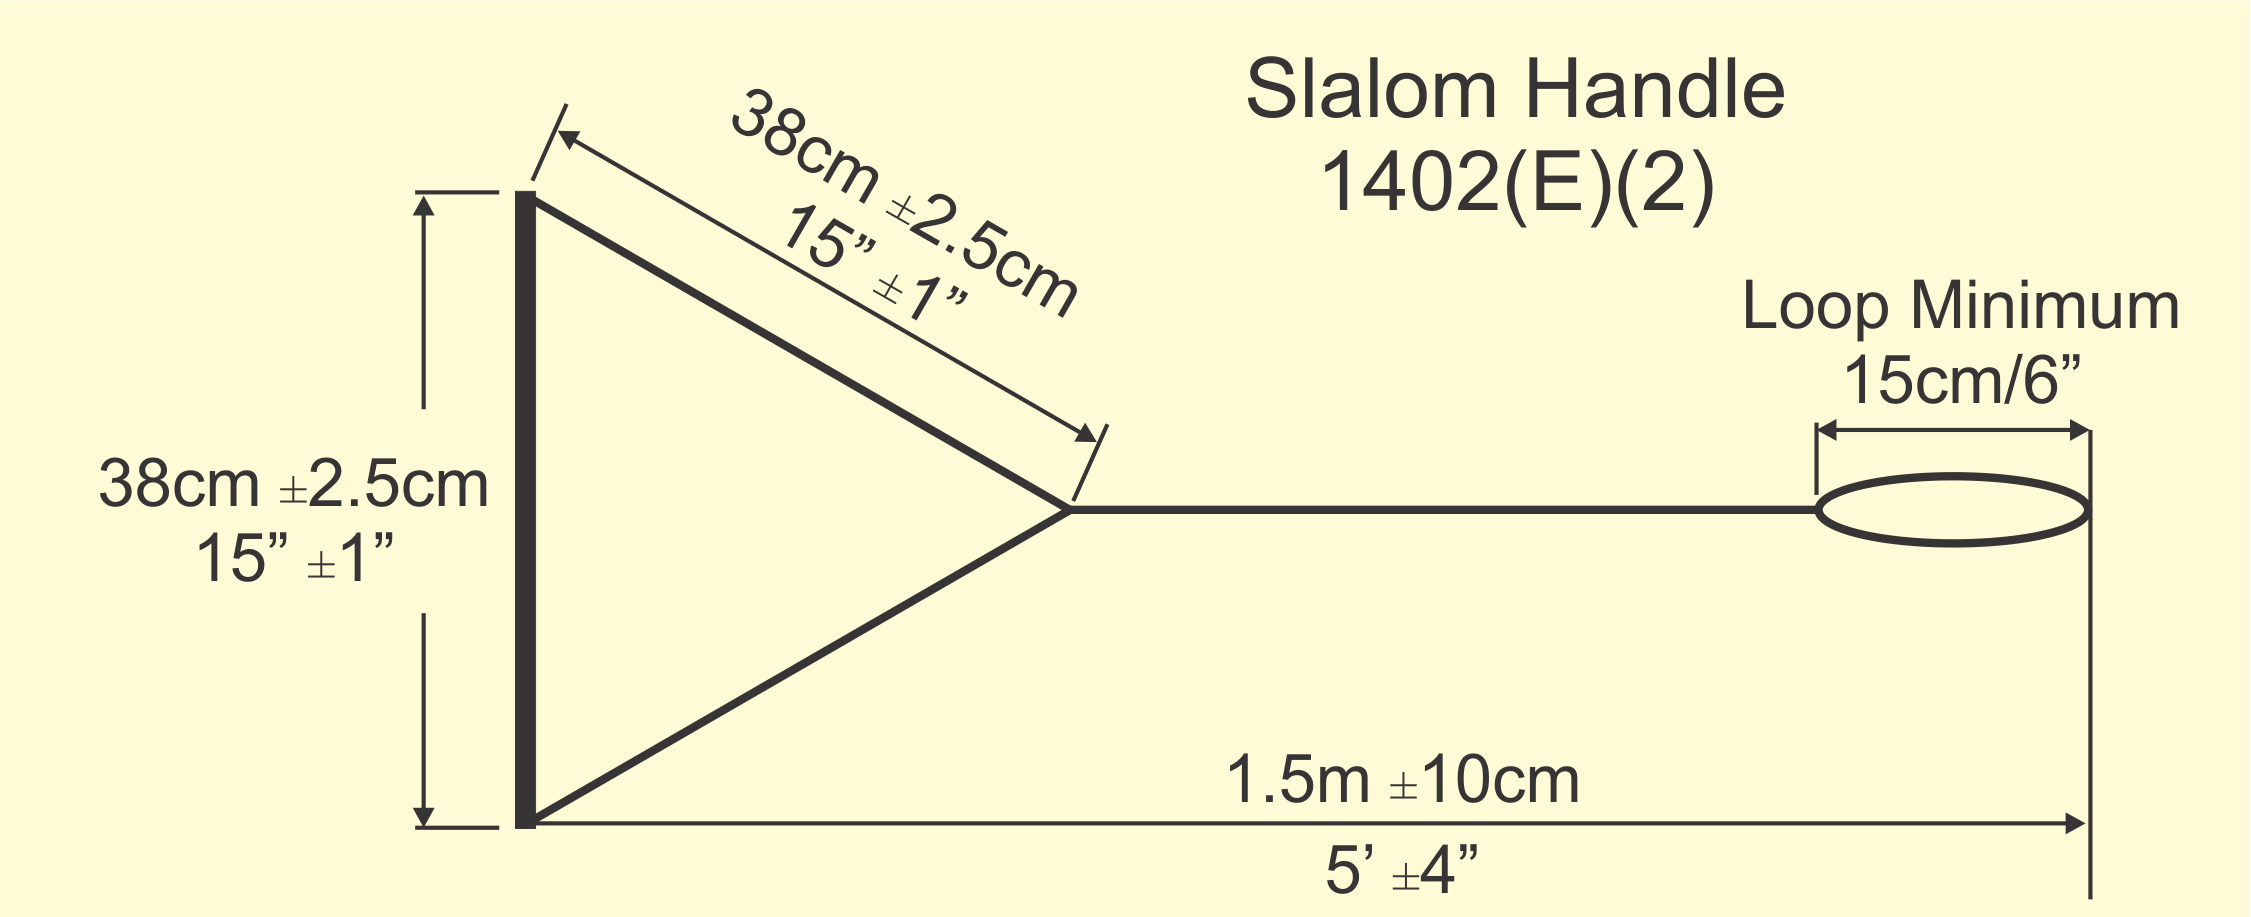 Slalom Handle
1402(E)(2)
38cm ±2.5cm
15” ±1”
Loop Minimum
15cm/6”
38cm ±2.5cm
15” ±1”
1.5m ±10cm
5’ ±4”